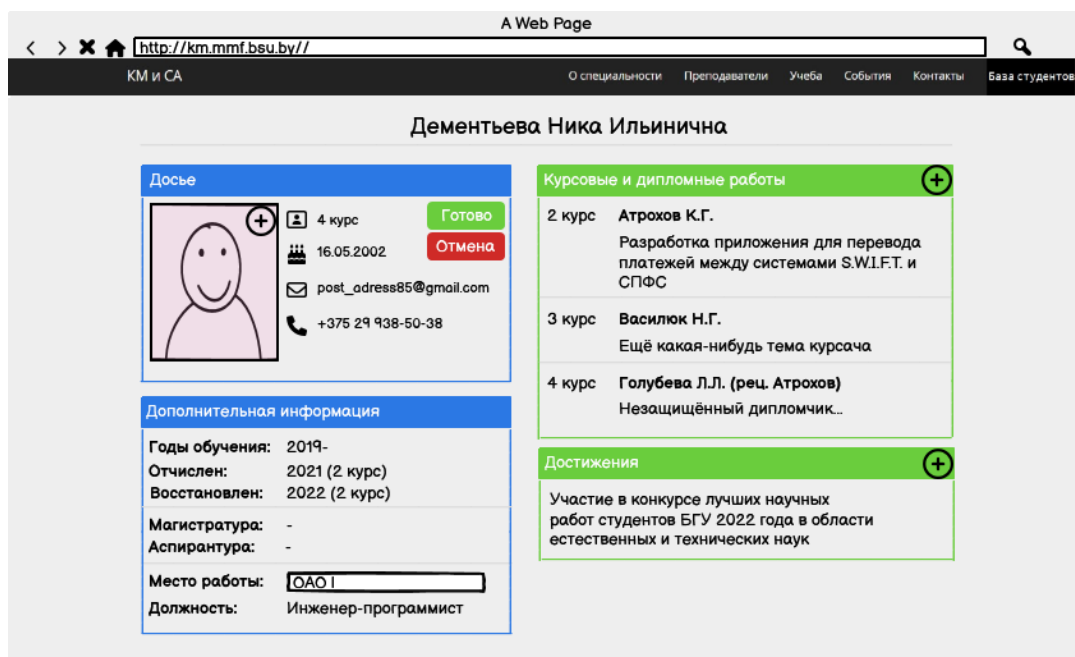 A Web Page
http://km.mmf.bsu.by//
КМ и СА О специальности Преподаватели Учеба События Контакты База студентов
Дементьева Ника Ильинична
Досье
4 курс
Готово
16.05.2002
Отмена
post_adress85@gmail.com
+375 29 938-50-38
Дополнительная информация
Годы обучения: 2019-
Отчислен: 2021 (2 курс)
Восстановлен: 2022 (2 курс)
Магистратура: -
Аспирантура: -
Место работы: ОАО |
Должность: Инженер-программист
Курсовые и дипломные работы
2 курс Атрохов К.Г.
Разработка приложения для перевода
платежей между системами S.W.I.F.T. и
СПФС
3 курс Василюк Н.Г.
Ещё какая-нибудь тема курсача
4 курс Голубева Л.Л. (рец. Атрохов)
Незащищённый дипломчик...
Достижения
Участие в конкурсе лучших научных
работ студентов БГУ 2022 года в области
естественных и технических наук